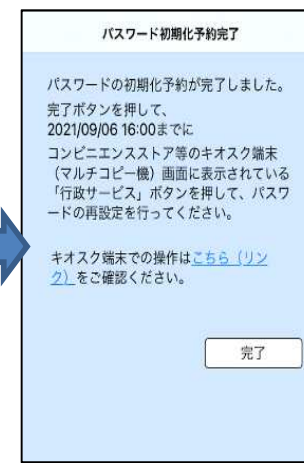 パスワード初期化予約完了
パスワードの初期化予約が完了しました。
完了ボタンを押して、
2021/09/06 16:00までに
コンビニエンスストア等のキオスク端末
（マルチコピー機）画面に表示されている
「行政サービス」ボタンを押して、パスワ
ードの再設定を行ってください。
キオスク端末での操作はこちら（リン
ク）をご確認ください。
完了